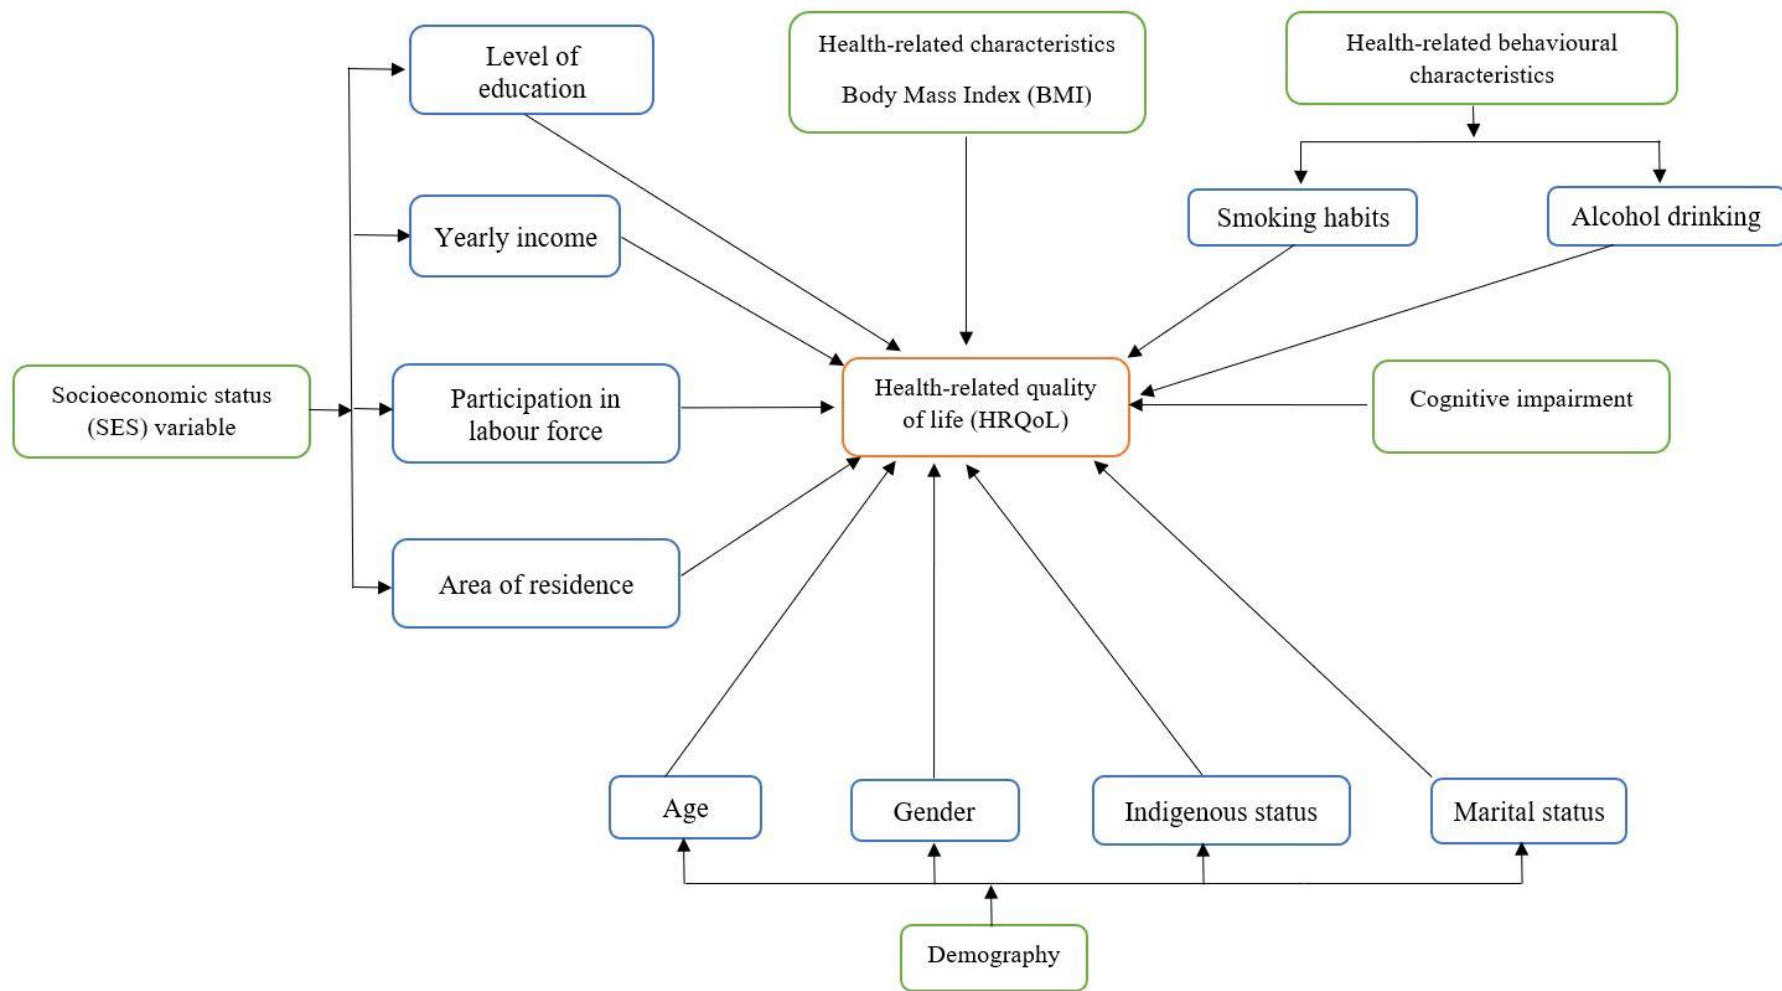 Level of
education
Health-related characteristics
Body Mass Index (BMI)
Health-related behavioural
characteristics
Yearly income
Smoking habits
Alcohol drinking
Socioeconomic status
(SES) variable
Participation in
labour force
Health-related quality
of life (HRQoL)
Cognitive impairment
Area of residence
Age
Gender
Indigenous status
Marital status
Demography